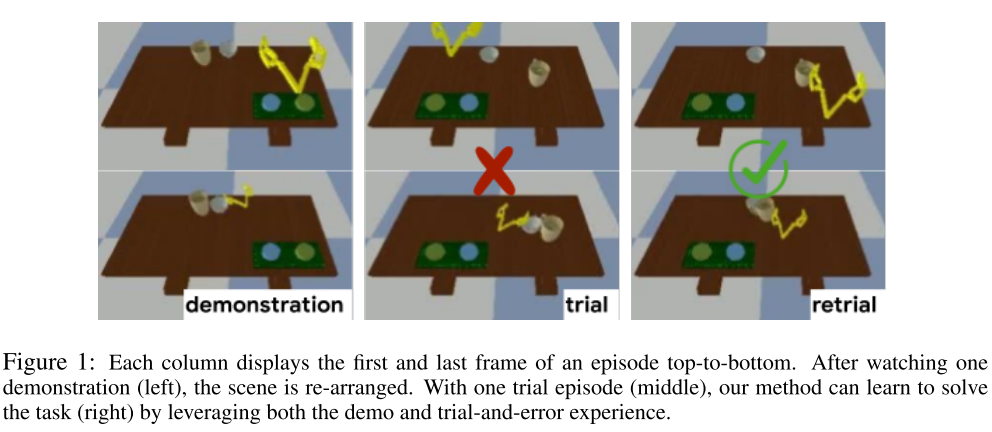 demonstration
trial
retrial
Figure 1: Each column displays the first and last frame of an episode top-to-bottom. After watching one
demonstration (left), the scene is re-arranged. With one trial episode (middle), our method can learn to solve
the task (right) by leveraging both the demo and trial-and-error experience.